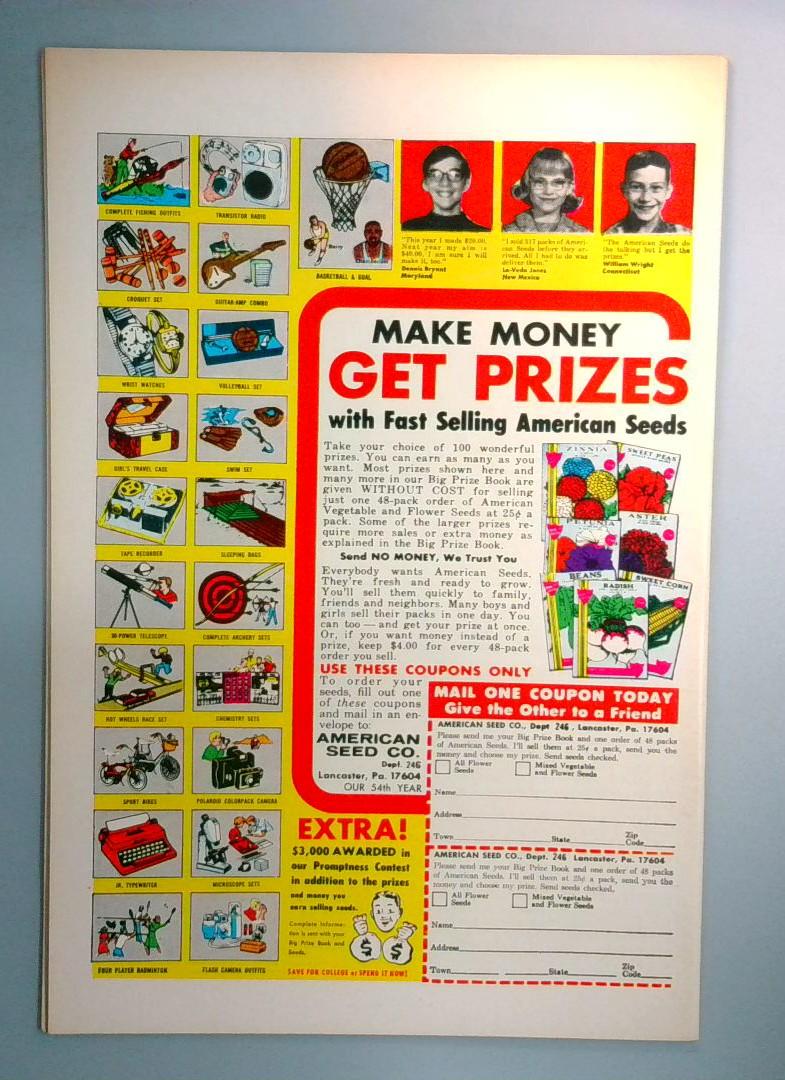 COMPLETE FISHING OUTFITS
TRANSISTOR RADIO
Barry
Chamberlain
BASKETBALL & GOAL
CROQUET SET
GUITAR-AMP COMBO
WRIST WATCHES
VOLLEYBALL SET
GIRL'S TRAVEL CASE
SWIM SET
TAPE RECORDER
SLEEPING BAGS
30-POWER TELESCOPE
COMPLETE ARCHERY SETS
HOT WHEELS RACE SET
CHEMISTRY SETS
SPORT BIKES
POLAROID COLORPACK CAMERA
JR. TYPEWRITER
MICROSCOPE SETS
FOUR PLAYER BADMINTON
FLASH CAMERA OUTFITS
"This year I made $20.00.
Next year my aim is
$40.00. I am sure I will
make it, too."
Dennis Bryant
Maryland
"I sold 317 packs of Ameri-
can Seeds before they ar-
rived. All I had to do was
deliver them."
La-Veda Jones
New Mexico
"The American Seeds do
the talking but I get the
prizes."
William Wright
Connecticut
MAKE MONEY
GET PRIZES
with Fast Selling American Seeds
Take your choice of 100 wonderful
prizes. You can earn as many as you
want. Most prizes shown here and
many more in our Big Prize Book are
given WITHOUT COST for selling
just one 48-pack order of American
Vegetable and Flower Seeds at 25¢ a
pack. Some of the larger prizes re-
quire more sales or extra money as
explained in the Big Prize Book.
Send NO MONEY, We Trust You
Everybody wants American Seeds.
They're fresh and ready to grow.
You'll sell them quickly to family,
friends and neighbors. Many boys and
girls sell their packs in one day. You
can too — and get your prize at once.
Or, if you want money instead of a
prize, keep $4.00 for every 48-pack
order you sell.
USE THESE COUPONS ONLY
To order your
seeds, fill out one
of these coupons
and mail in an en-
velope to:
AMERICAN
SEED CO.
Dept. 246
Lancaster, Pa. 17604
OUR 54th YEAR
ZINNIA
SWEET PEAS
PETUNIA
ASTER
BEANS
RADISH
SWEET CORN
MAIL ONE COUPON TODAY
Give the Other to a Friend
AMERICAN SEED CO., Dept 246, Lancaster, Pa. 17604
Please send me your Big Prize Book and one order of 48 packs
of American Seeds. I'll sell them at 25¢ a pack, send you the
money and choose my prize. Send seeds checked.
All Flower Seeds
Mixed Vegetable and Flower Seeds
Name
Address
Town State Zip Code
AMERICAN SEED CO., Dept. 246 Lancaster, Pa. 17604
Please send me your Big Prize Book and one order of 48 packs
of American Seeds. I'll sell them at 25¢ a pack, send you the
money and choose my prize. Send seeds checked.
All Flower Seeds
Mixed Vegetable and Flower Seeds
Name
Address
Town State Zip Code
EXTRA!
$3,000 AWARDED in
our Promptness Contest
in addition to the prizes
and money you
earn selling seeds.
Complete Informa-
tion is sent with your
Big Prize Book and
Seeds.
$ $
SAVE FOR COLLEGE or SPEND IT NOW!